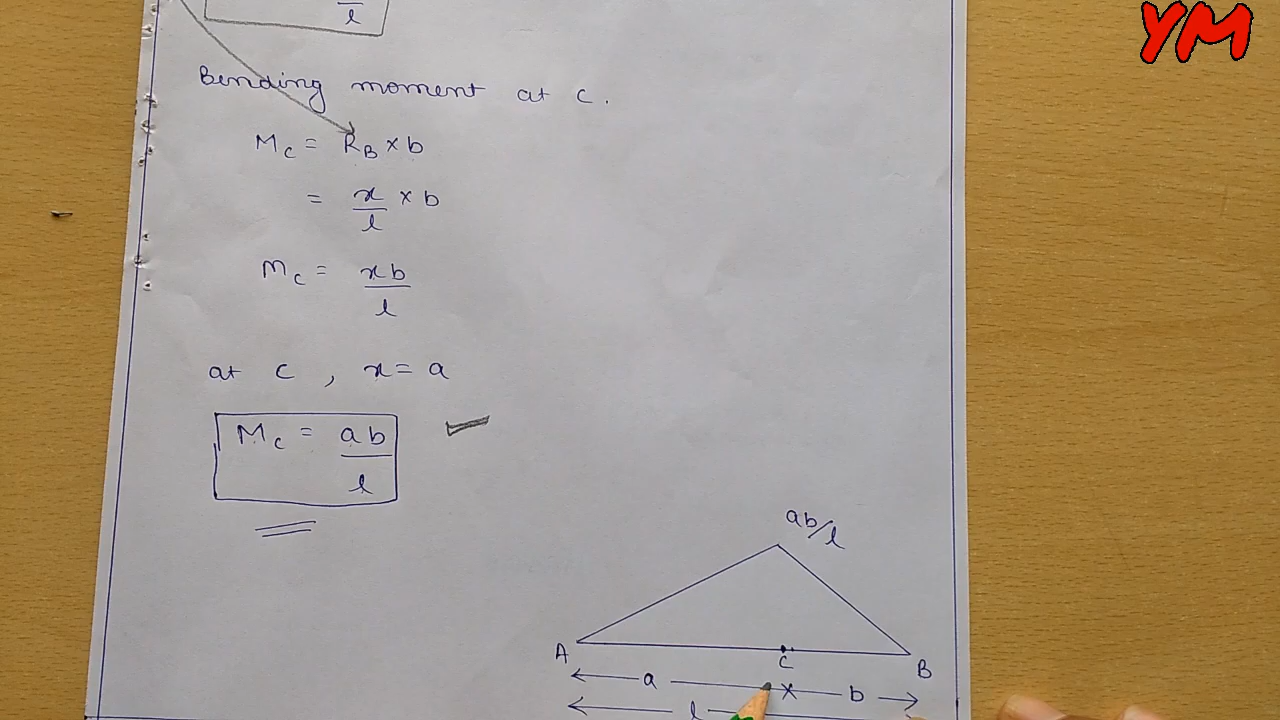 YM
l
Bending moment at c.
Mc = RB × b
= x/l × b
Mc = xb/l
at c, x = a
Mc = ab/l
ab/l
A C B
a × b
l